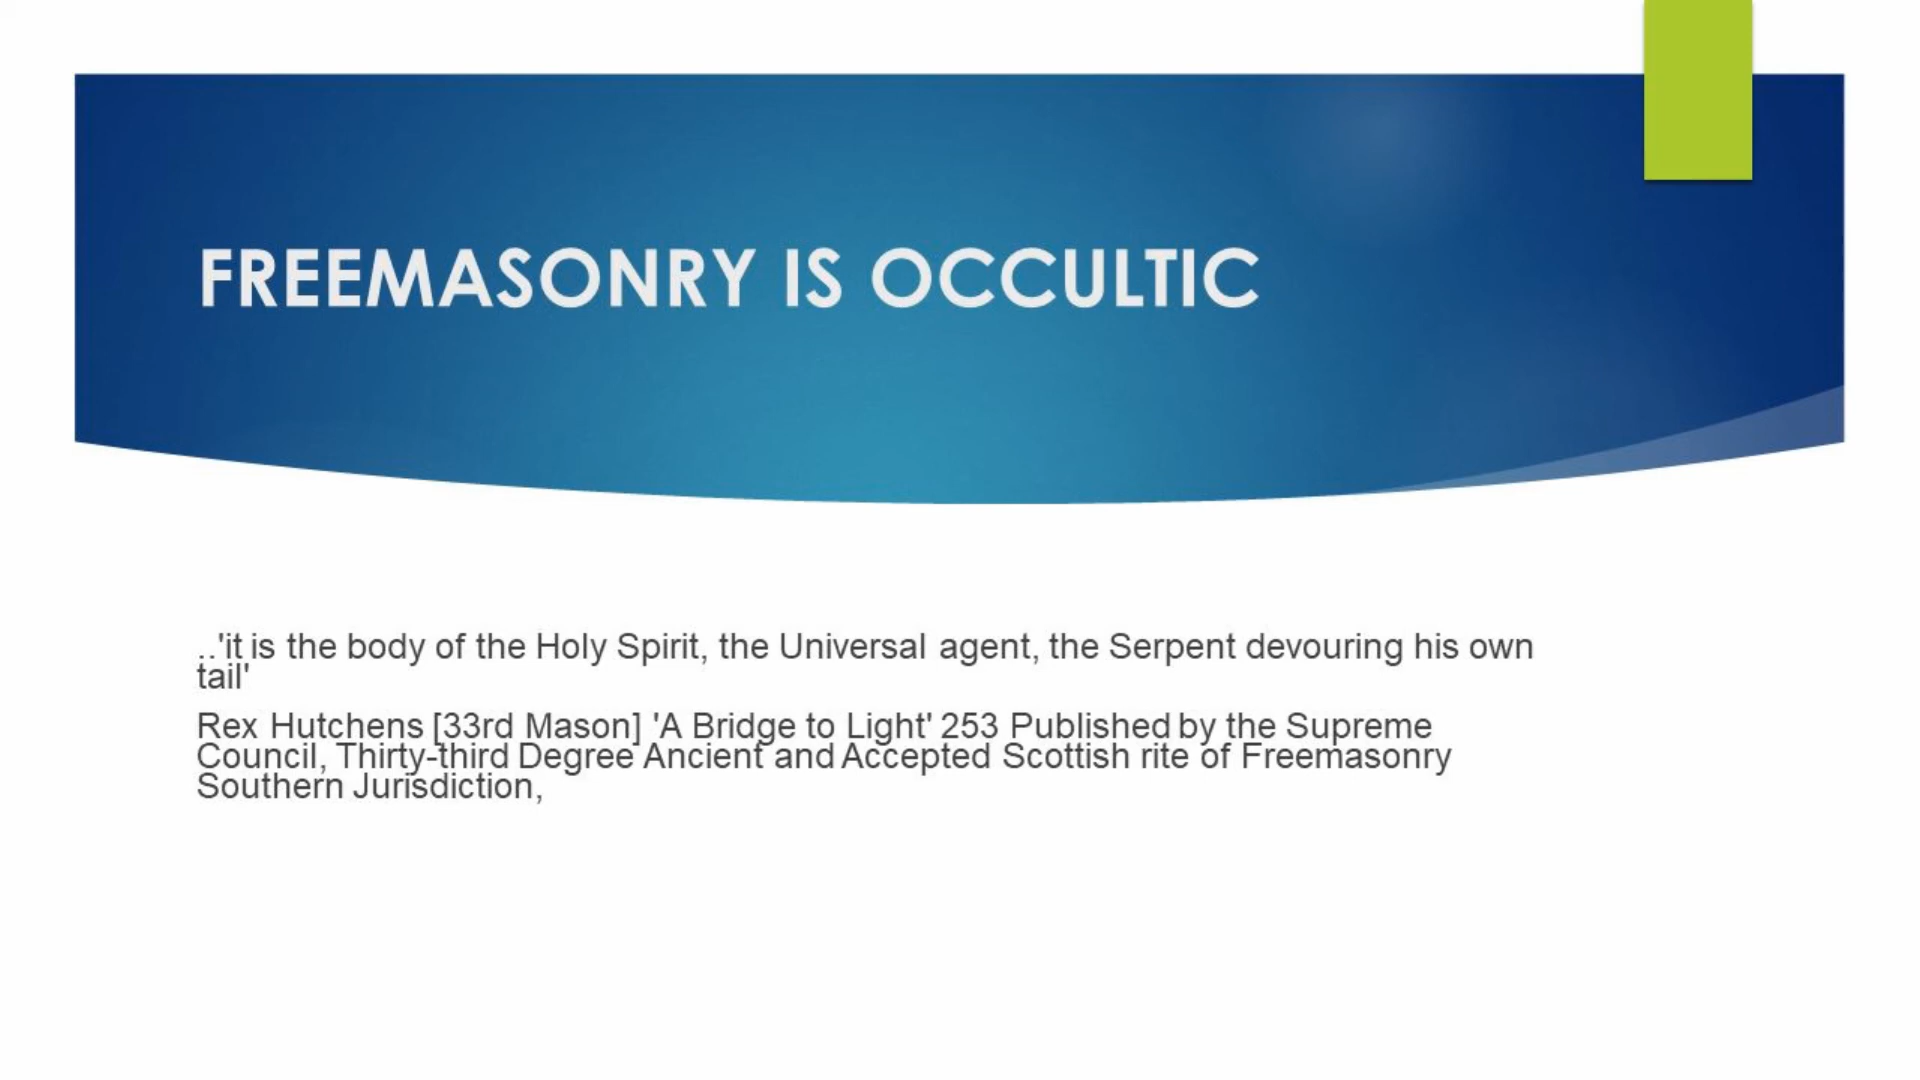 FREEMASONRY IS OCCULTIC
..'it is the body of the Holy Spirit, the Universal agent, the Serpent devouring his own
tail'
Rex Hutchens [33rd Mason] 'A Bridge to Light' 253 Published by the Supreme
Council, Thirty-third Degree Ancient and Accepted Scottish rite of Freemasonry
Southern Jurisdiction,